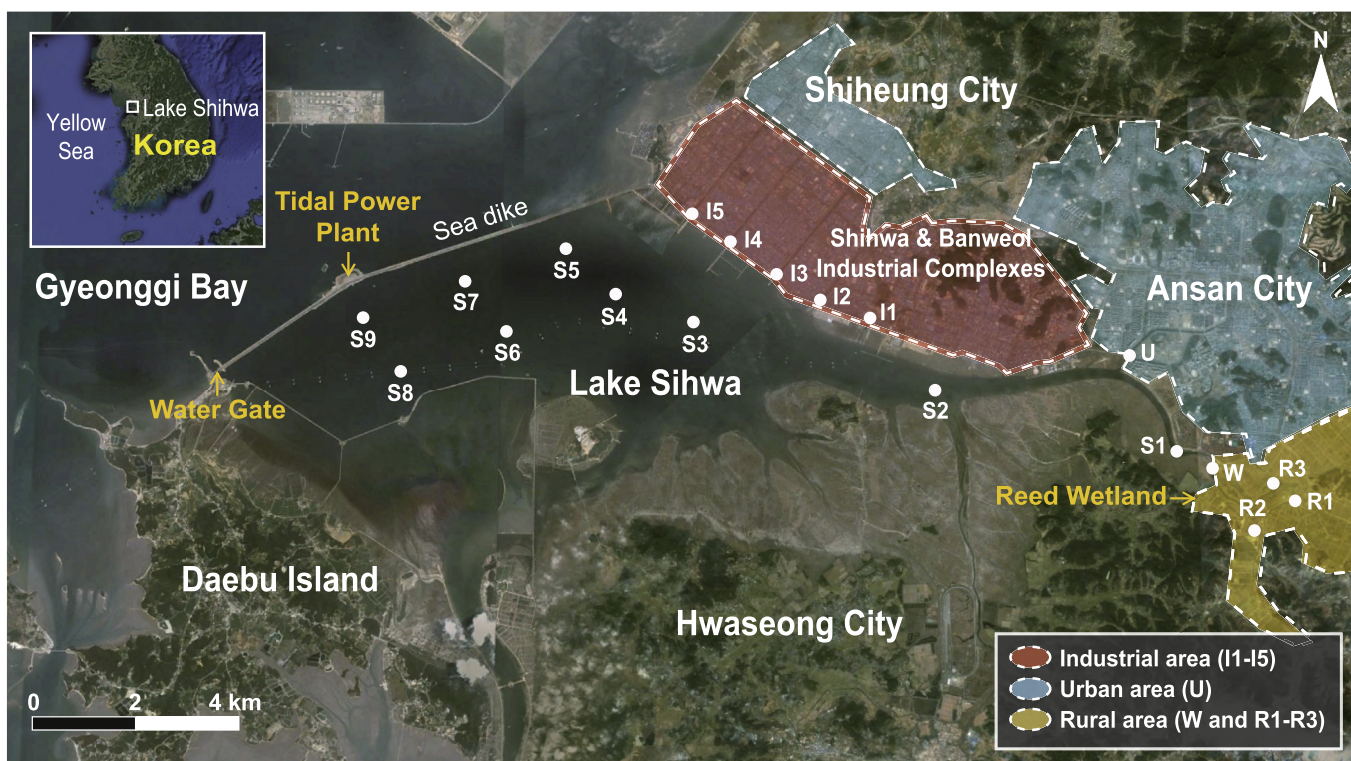 N
Shiheung City
Lake Shihwa
Yellow
Sea
Korea
Tidal Power
Plant
Sea dike
I5
I4
Shihwa & Banweol
Industrial Complexes
I3
I2
I1
S5
S7
S4
S9
S6
S3
Gyeonggi Bay
Ansan City
U
Lake Sihwa
S8
S2
Water Gate
S1
W
R3
Reed Wetland
R1
R2
Daebu Island
Hwaseong City
Industrial area (I1-I5)
Urban area (U)
Rural area (W and R1-R3)
0 2 4 km